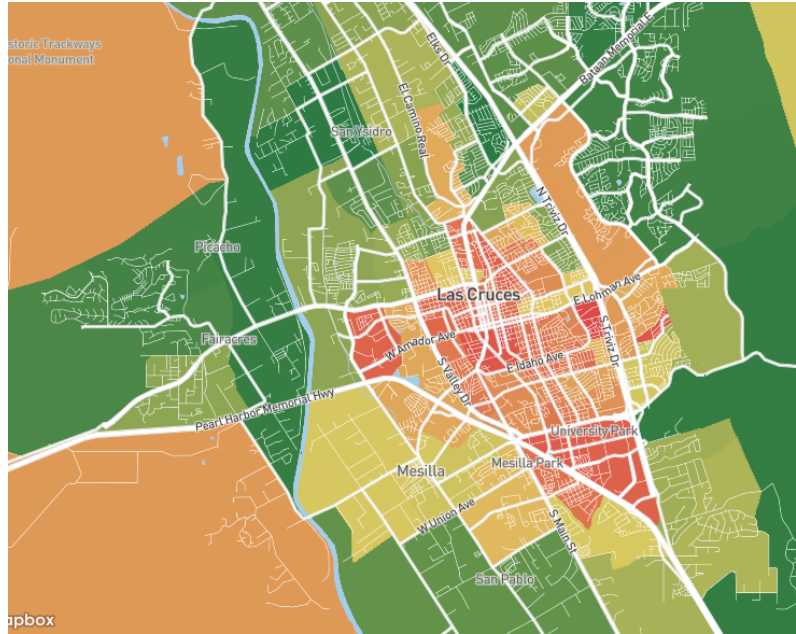 istoric Trackways
onal Monument
Elks Dr
Bataan Memorial E
El Camino Real
San Ysidro
N Triviz Dr
Picacho
Las Cruces
E Lohman Ave
Fairacres
W Amador Ave
S Triviz Dr
E Idaho Ave
S Valley Dr
Pearl Harbor Memorial Hwy
University Park
Mesilla Park
Mesilla
W Union Ave
S Main St
San Pablo
apbox